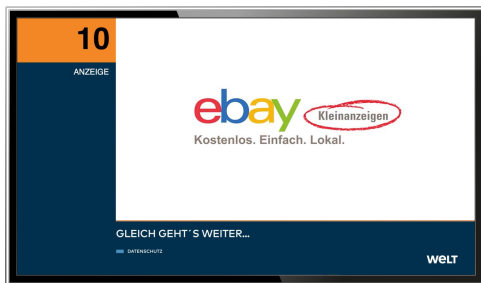 10
ANZEIGE
ebay Kleinanzeigen
Kostenlos. Einfach. Lokal.
GLEICH GEHT´S WEITER...
DATENSCHUTZ
WELT